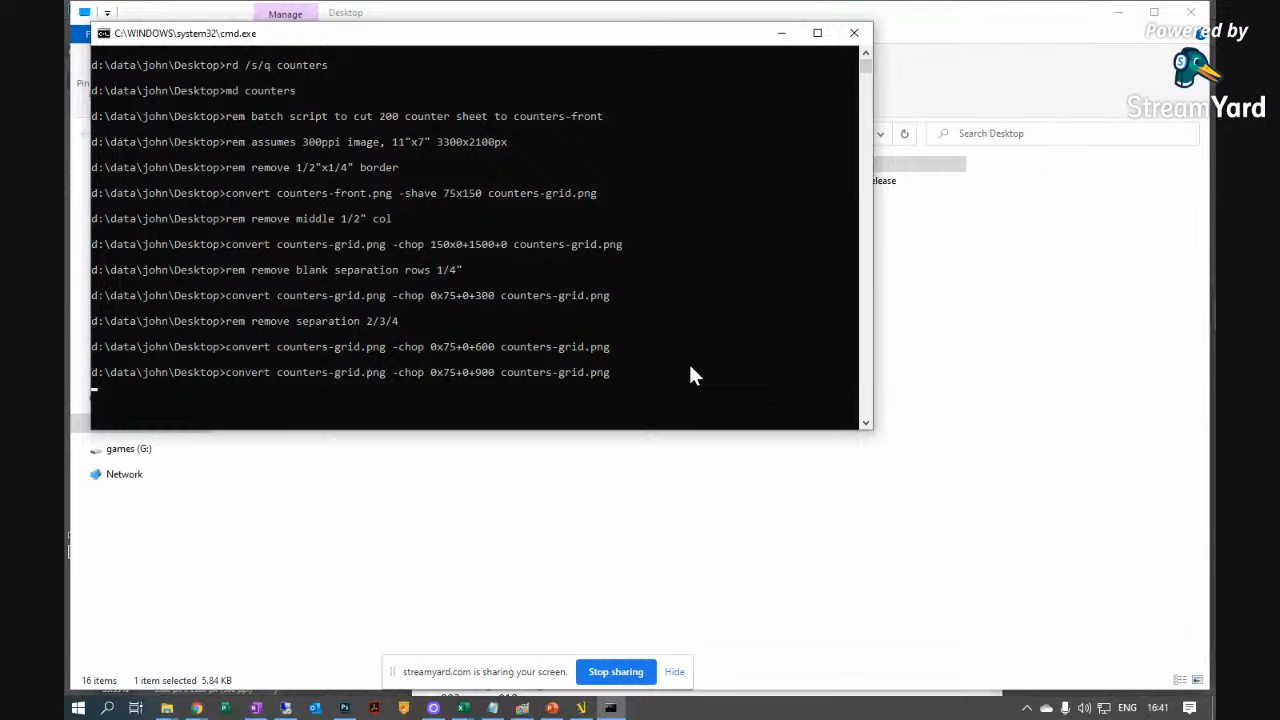 Manage
Desktop
Powered by
StreamYard
C:\WINDOWS\system32\cmd.exe
d:\data\john\Desktop>rd /s/q counters
d:\data\john\Desktop>md counters
d:\data\john\Desktop>rem batch script to cut 200 counter sheet to counters-front
d:\data\john\Desktop>rem assumes 300ppi image, 11"x7" 3300x2100px
d:\data\john\Desktop>rem remove 1/2"x1/4" border
d:\data\john\Desktop>convert counters-front.png -shave 75x150 counters-grid.png
d:\data\john\Desktop>rem remove middle 1/2" col
d:\data\john\Desktop>convert counters-grid.png -chop 150x0+1500+0 counters-grid.png
d:\data\john\Desktop>rem remove blank separation rows 1/4"
d:\data\john\Desktop>convert counters-grid.png -chop 0x75+0+300 counters-grid.png
d:\data\john\Desktop>rem remove separation 2/3/4
d:\data\john\Desktop>convert counters-grid.png -chop 0x75+0+600 counters-grid.png
d:\data\john\Desktop>convert counters-grid.png -chop 0x75+0+900 counters-grid.png
Search Desktop
elease
Pin
games (G:)
Network
streamyard.com is sharing your screen.
Stop sharing
Hide
16 items 1 item selected 5.84 KB
ENG
16:41